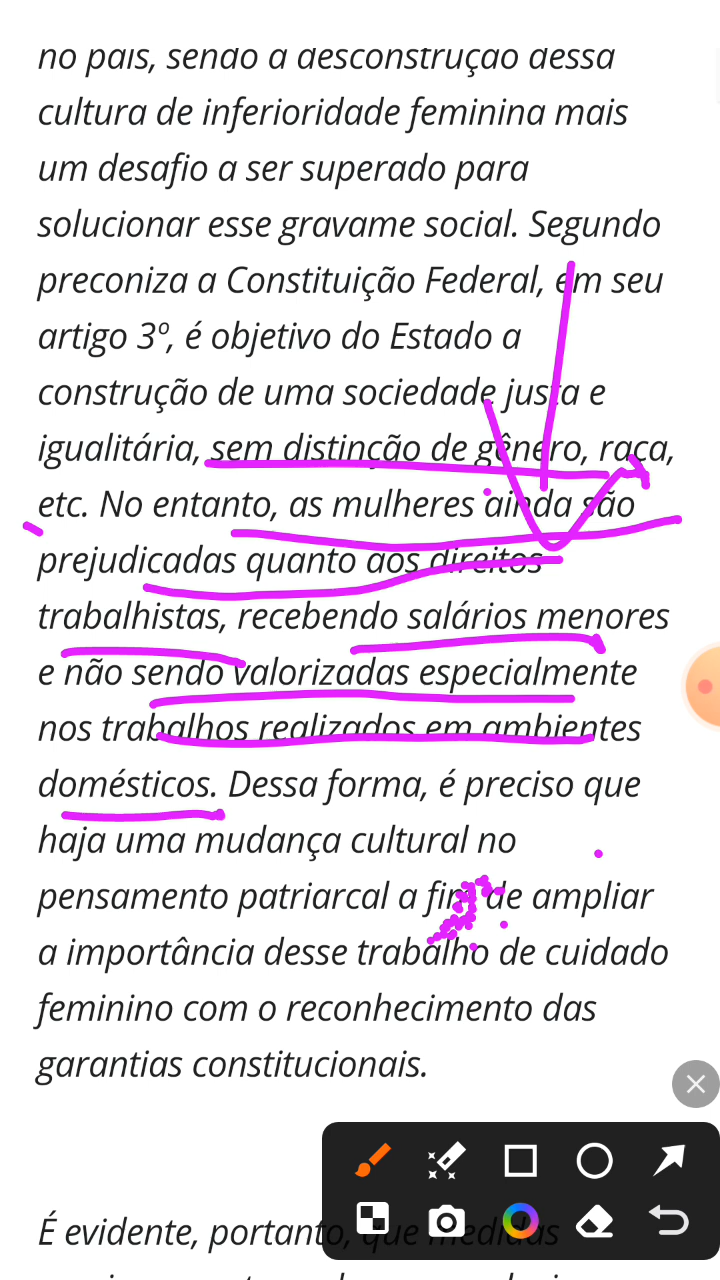 no país, sendo a desconstrução dessa
cultura de inferioridade feminina mais
um desafio a ser superado para
solucionar esse gravame social. Segundo
preconiza a Constituição Federal, em seu
artigo 3º, é objetivo do Estado a
construção de uma sociedade justa e
igualitária, sem distinção de gênero, raça,
etc. No entanto, as mulheres ainda são
prejudicadas quanto aos direitos
trabalhistas, recebendo salários menores
e não sendo valorizadas especialmente
nos trabalhos realizados em ambientes
domésticos. Dessa forma, é preciso que
haja uma mudança cultural no
pensamento patriarcal a fim de ampliar
a importância desse trabalho de cuidado
feminino com o reconhecimento das
garantias constitucionais.
É evidente, portanto, que medidas